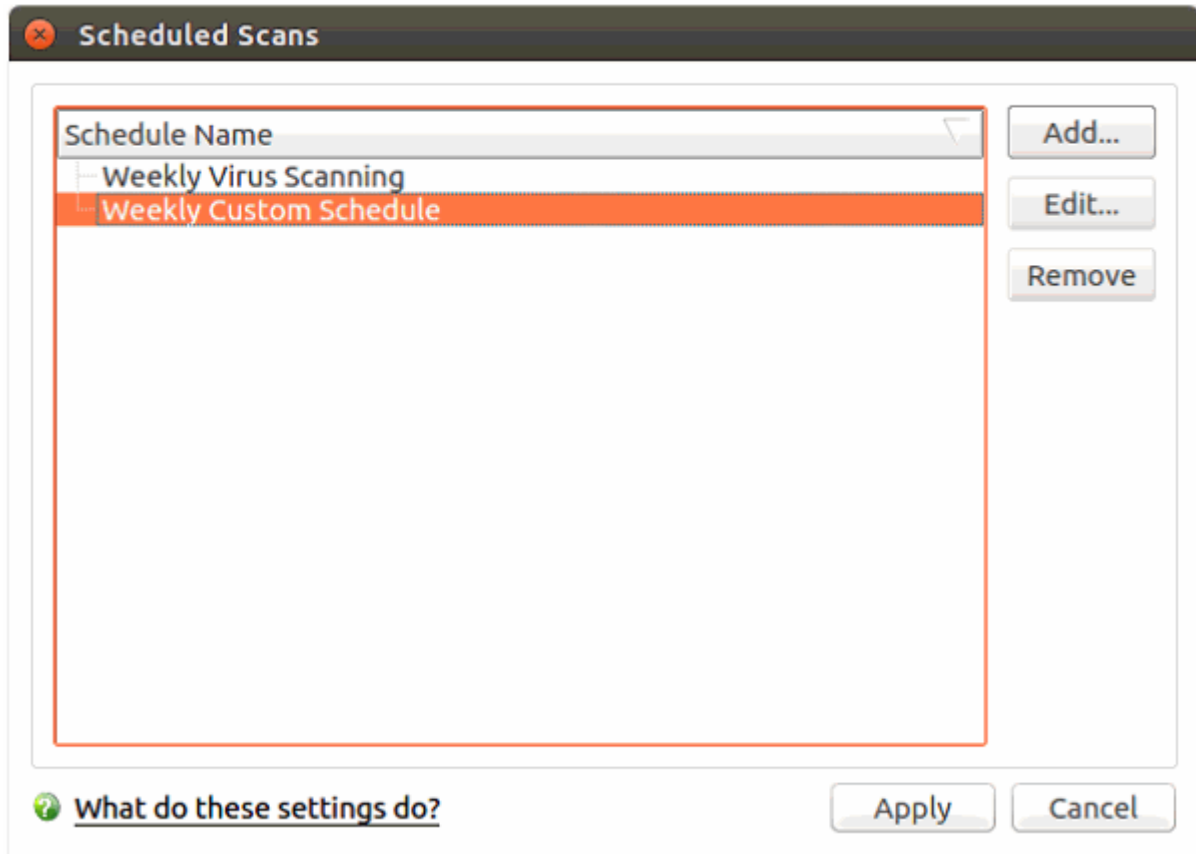 Scheduled Scans
Schedule Name
Add...
Weekly Virus Scanning
Edit...
Weekly Custom Schedule
Remove
What do these settings do?
Apply
Cancel